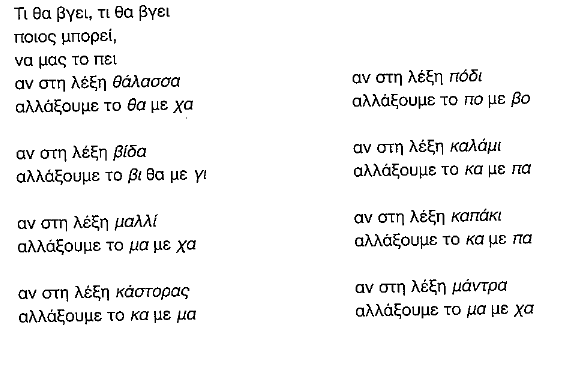 Τι θα βγει, τι θα βγει
ποιος μπορεί,
να μας το πει
αν στη λέξη θάλασσα
αλλάξουμε το θα με χα
αν στη λέξη βίδα
αλλάξουμε το βι θα με γι
αν στη λέξη μαλλί
αλλάξουμε το μα με χα
αν στη λέξη κάστορας
αλλάξουμε το κα με μα
αν στη λέξη πόδι
αλλάξουμε το πο με βο
αν στη λέξη καλάμι
αλλάξουμε το κα με πα
αν στη λέξη καπάκι
αλλάξουμε το κα με πα
αν στη λέξη μάντρα
αλλάξουμε το μα με χα